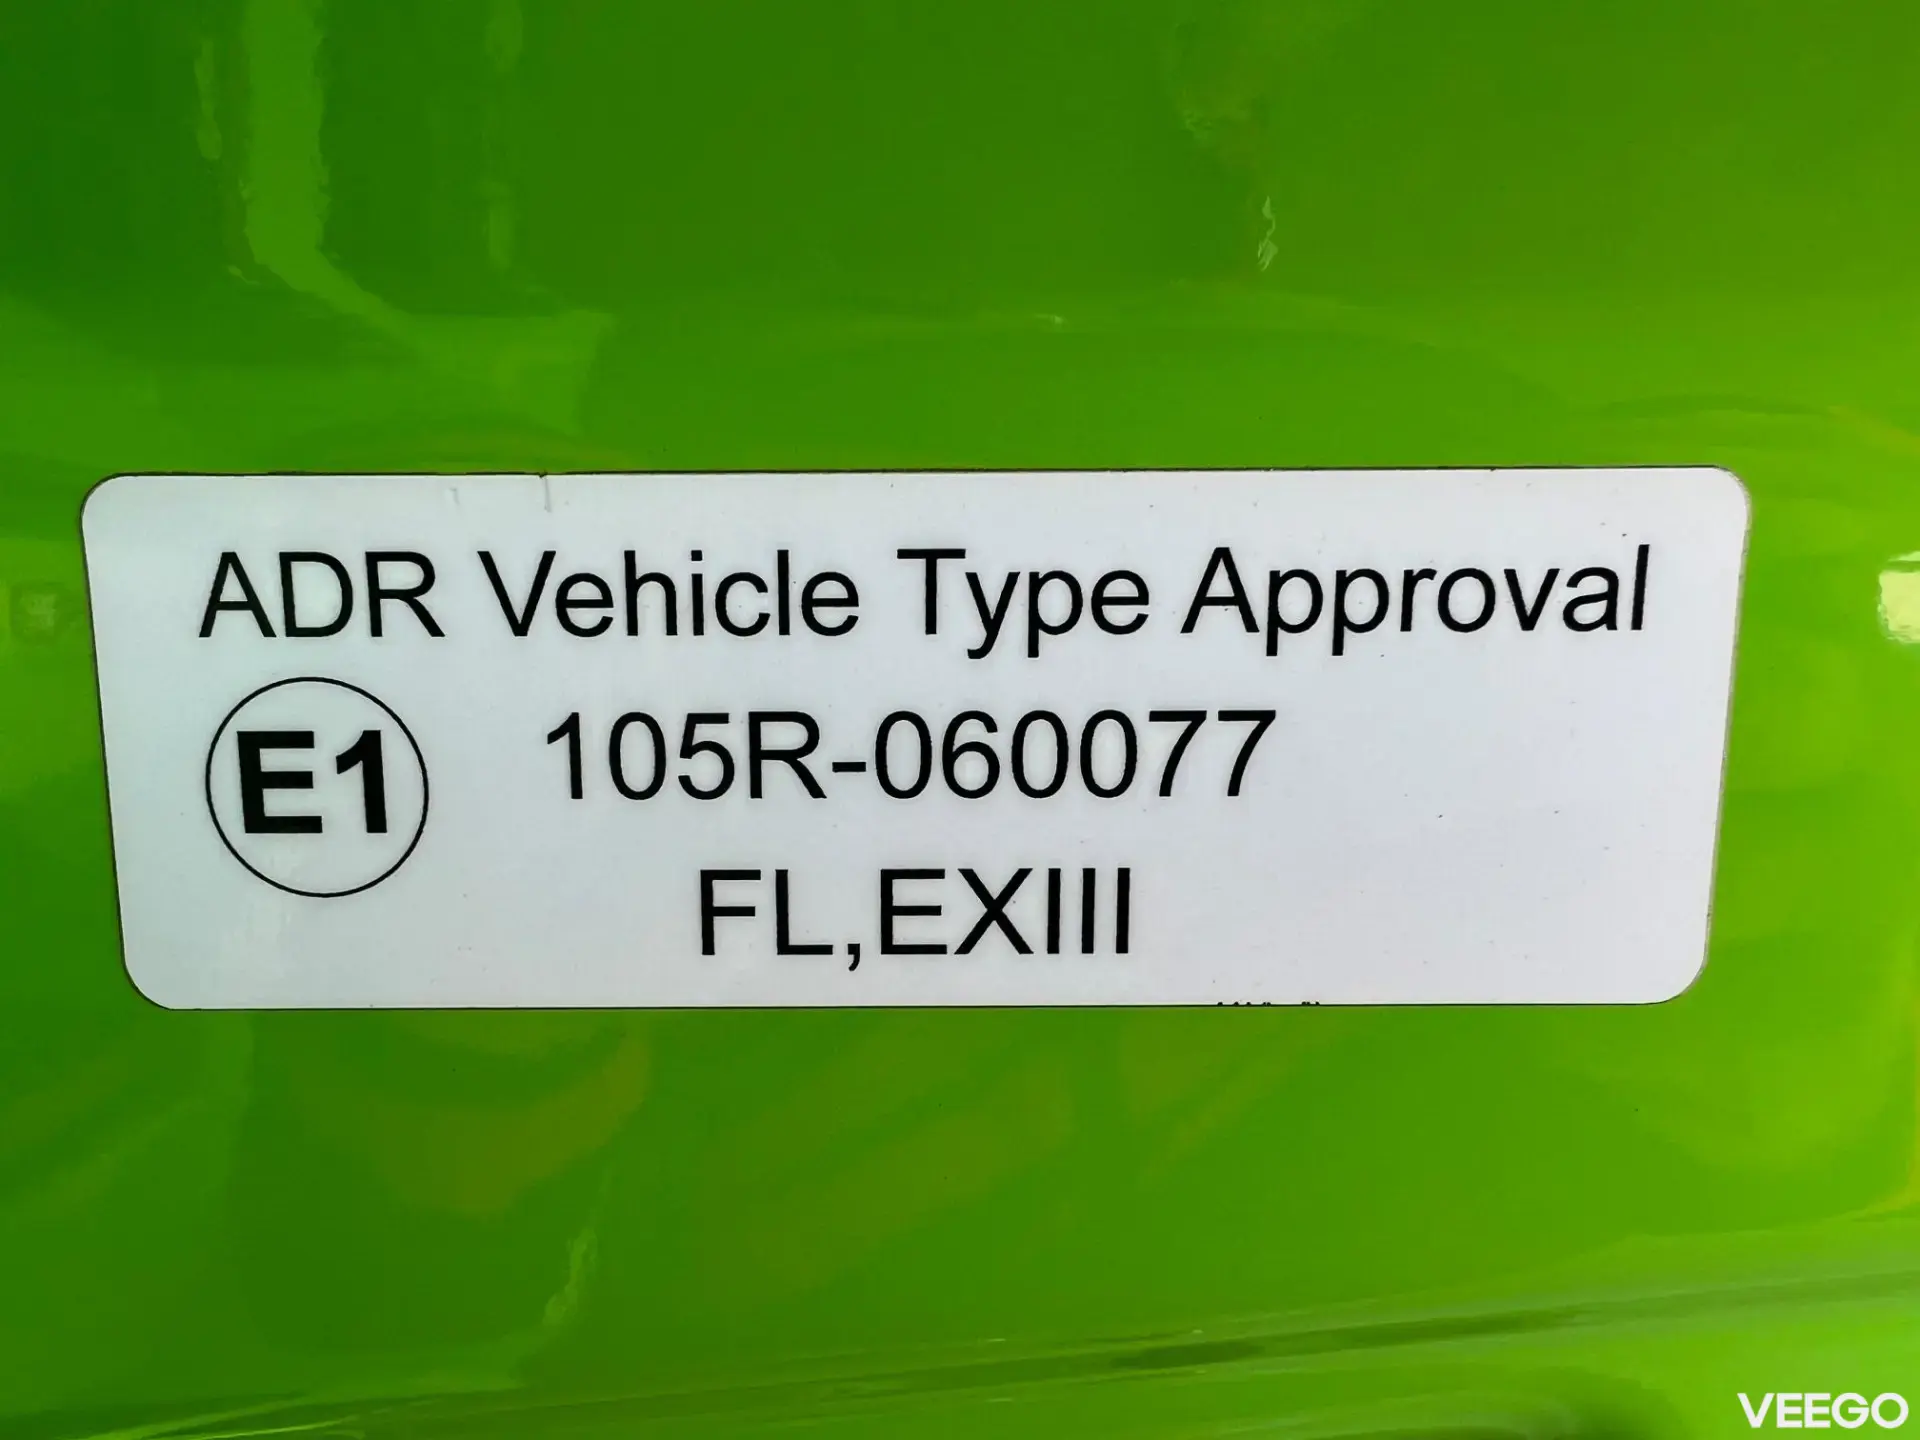 ADR Vehicle Type Approval
E1 105R-060077
FL,EXIII
VEEGO